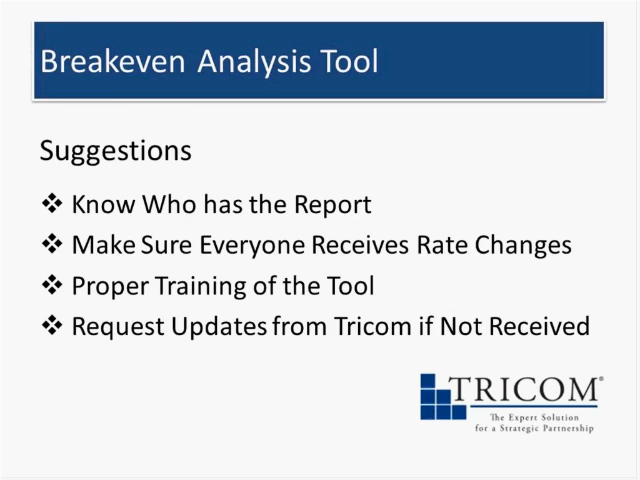 Breakeven Analysis Tool
Suggestions
❖ Know Who has the Report
❖ Make Sure Everyone Receives Rate Changes
❖ Proper Training of the Tool
❖ Request Updates from Tricom if Not Received
TRICOM®
The Expert Solution
for a Strategic Partnership